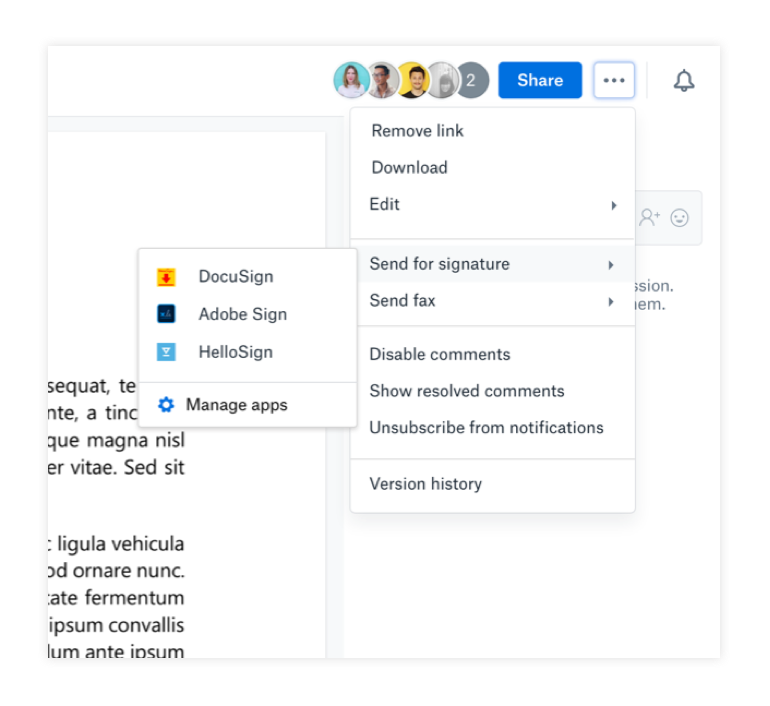 2
Share
Remove link
Download
Edit
Send for signature
Send fax
Disable comments
Show resolved comments
Unsubscribe from notifications
Version history
DocuSign
Adobe Sign
HelloSign
Manage apps
sequat, te
nte, a tinc
que magna nisl
er vitae. Sed sit
ligula vehicula
od ornare nunc.
tate fermentum
ipsum convallis
lum ante ipsum
ssion.
nem.